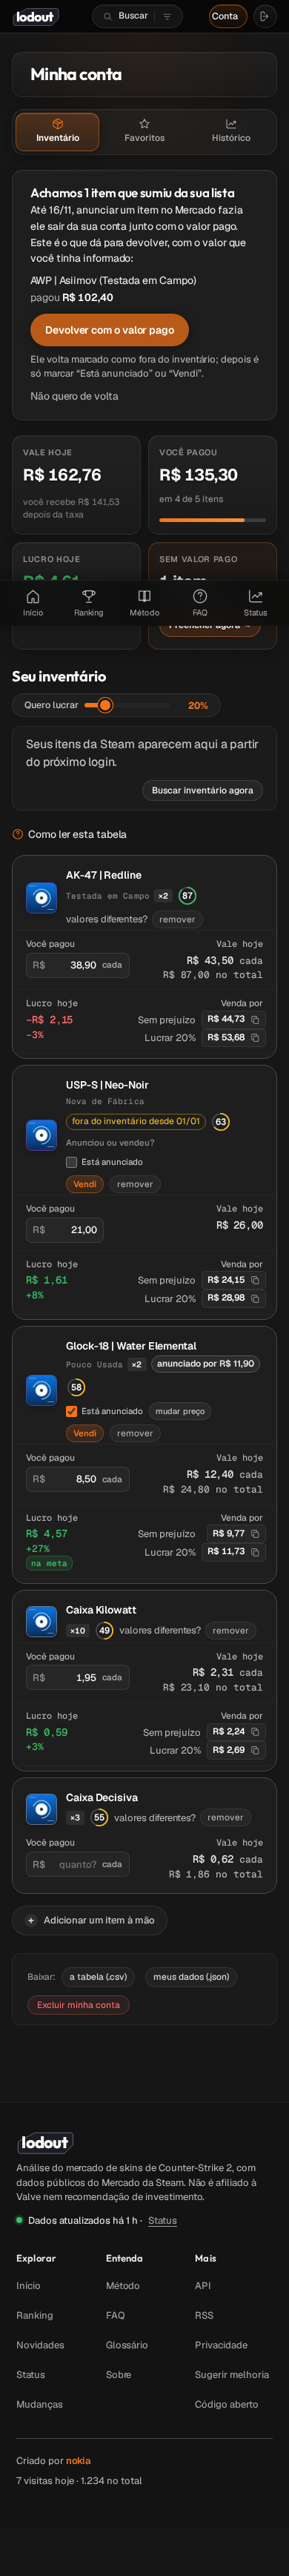 lodout
Buscar
Conta
Minha conta
Inventário
Favoritos
Histórico
Achamos 1 item que sumiu da sua lista
Até 16/11, anunciar um item no Mercado fazia
ele sair da sua conta junto com o valor pago.
Este é o que dá para devolver, com o valor que
você tinha informado:
AWP | Asiimov (Testada em Campo)
pagou R$ 102,40
Devolver com o valor pago
Ele volta marcado como fora do inventário; depois é
só marcar "Está anunciado" ou "Vendi".
Não quero de volta
VALE HOJE
R$ 162,76
você recebe R$ 141,53
depois da taxa
VOCÊ PAGOU
R$ 135,30
em 4 de 5 itens
LUCRO HOJE
SEM VALOR PAGO
Início
Ranking
Método
FAQ
Status
Seu inventário
Quero lucrar
20%
Seus itens da Steam aparecem aqui a partir
do próximo login.
Buscar inventário agora
Como ler esta tabela
AK-47 | Redline
Testada em Campo ×2 87
valores diferentes? remover
Você pagou
Vale hoje
R$ 38,90 cada
R$ 43,50 cada
R$ 87,00 no total
Lucro hoje
Venda por
−R$ 2,15
−3%
Sem prejuízo R$ 44,73
Lucrar 20% R$ 53,68
USP-S | Neo-Noir
Nova de Fábrica
fora do inventário desde 01/01 63
Anunciou ou vendeu?
Está anunciado
Vendi remover
Você pagou
Vale hoje
R$ 21,00
R$ 26,00
Lucro hoje
Venda por
R$ 1,61
+8%
Sem prejuízo R$ 24,15
Lucrar 20% R$ 28,98
Glock-18 | Water Elemental
Pouco Usada ×2 anunciado por R$ 11,90
58
Está anunciado mudar preço
Vendi remover
Você pagou
Vale hoje
R$ 8,50 cada
R$ 12,40 cada
R$ 24,80 no total
Lucro hoje
Venda por
R$ 4,57
+27%
na meta
Sem prejuízo R$ 9,77
Lucrar 20% R$ 11,73
Caixa Kilowatt
×10 49 valores diferentes? remover
Você pagou
Vale hoje
R$ 1,95 cada
R$ 2,31 cada
R$ 23,10 no total
Lucro hoje
Venda por
R$ 0,59
+3%
Sem prejuízo R$ 2,24
Lucrar 20% R$ 2,69
Caixa Decisiva
×3 55 valores diferentes? remover
Você pagou
Vale hoje
R$ quanto? cada
R$ 0,62 cada
R$ 1,86 no total
+ Adicionar um item à mão
Baixar: a tabela (.csv) meus dados (.json)
Excluir minha conta
lodout
Análise do mercado de skins de Counter-Strike 2, com
dados públicos do Mercado da Steam. Não é afiliado à
Valve nem recomendação de investimento.
Dados atualizados há 1 h · Status
Explorar
Entenda
Mais
Início
Método
API
Ranking
FAQ
RSS
Novidades
Glossário
Privacidade
Status
Sobre
Sugerir melhoria
Mudanças
Código aberto
Criado por nokia
7 visitas hoje · 1.234 no total